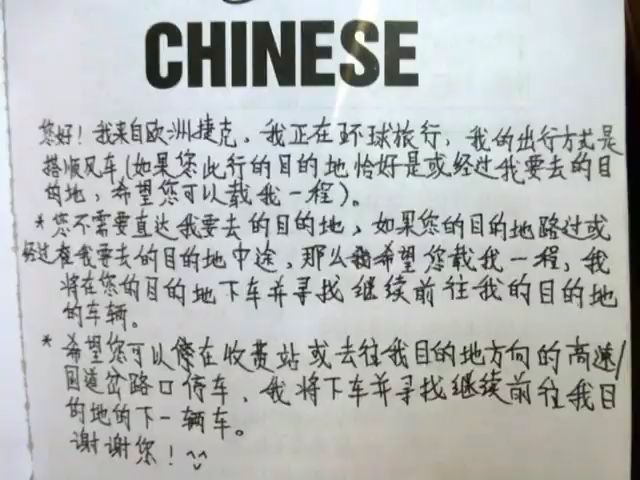 CHINESE
您好！我来自欧洲捷克，我正在环球旅行，我的出行方式是
搭顺风车(如果您此行的目的地恰好是或经过我要去的目
的地，希望您可以载我一程)。
*您不需要直达我要去的目的地，如果您的目的地路过或
经过在我要去的目的地中途，那么希望您载我一程，我
将在您的目的地下车并寻找继续前往我的目的地
的车辆。
*希望您可以停在收费站或去往我目的地方向的高速/
国道岔路口停车，我将下车并寻找继续前往我目
的地的下一辆车。
谢谢您！^^